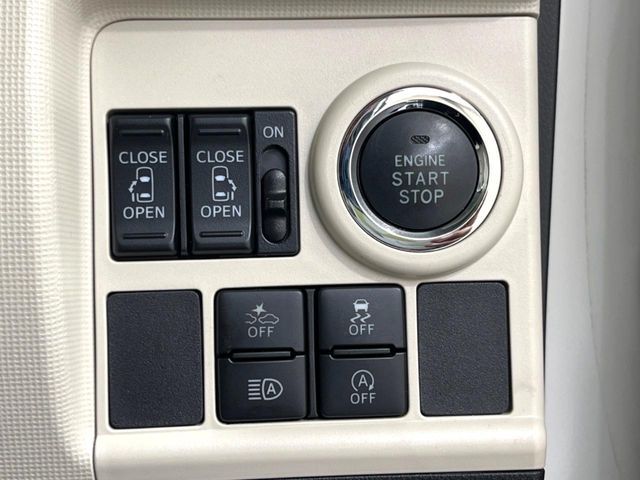 CLOSE
OPEN
CLOSE
OPEN
ON
ENGINE
START
STOP
OFF
OFF
A
A
OFF